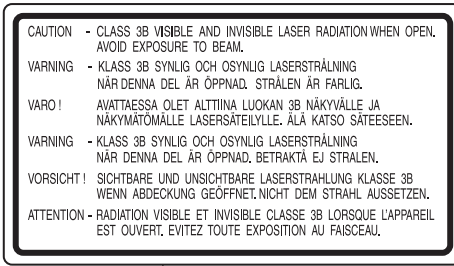 CAUTION - CLASS 3B VISIBLE AND INVISIBLE LASER RADIATION WHEN OPEN.
AVOID EXPOSURE TO BEAM.
VARNING - KLASS 3B SYNLIG OCH OSYNLIG LASERSTRÅLNING
NÄR DENNA DEL ÄR ÖPPNAD. STRÅLEN ÄR FARLIG.
VARO ! AVATTAESSA OLET ALTTIINA LUOKAN 3B NÄKYVÄLLE JA
NÄKYMÄTÖMÄLLE LASERSÄTEILYLLE. ÄLÄ KATSO SÄTEESEEN.
VARNING - KLASS 3B SYNLIG OCH OSYNLIG LASERSTRÅLNING
NÄR DENNA DEL ÄR ÖPPNAD. BETRAKTÅ EJ STRALEN.
VORSICHT ! SICHTBARE UND UNSICHTBARE LASERSTRAHLUNG KLASSE 3B
WENN ABDECKUNG GEÖFFNET. NICHT DEM STRAHL AUSSETZEN.
ATTENTION - RADIATION VISIBLE ET INVISIBLE CLASSE 3B LORSQUE L'APPAREIL
EST OUVERT. EVITEZ TOUTE EXPOSITION AU FAISCEAU.